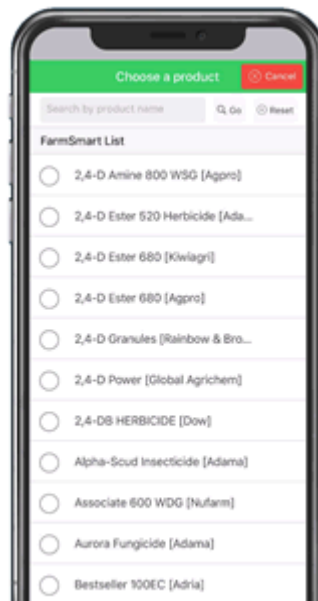 Choose a product
Cancel
Search by product name
Go
Reset
FarmSmart List
2,4-D Amine 800 WSG [Agpro]
2,4-D Ester 520 Herbicide [Ada...
2,4-D Ester 680 [Kiwiagri]
2,4-D Ester 680 [Agpro]
2,4-D Granules [Rainbow & Bro...
2,4-D Power [Global Agrichem]
2,4-DB HERBICIDE [Dow]
Alpha-Scud Insecticide [Adama]
Associate 600 WDG [Nufarm]
Aurora Fungicide [Adama]
Bestseller 100EC [Adria]